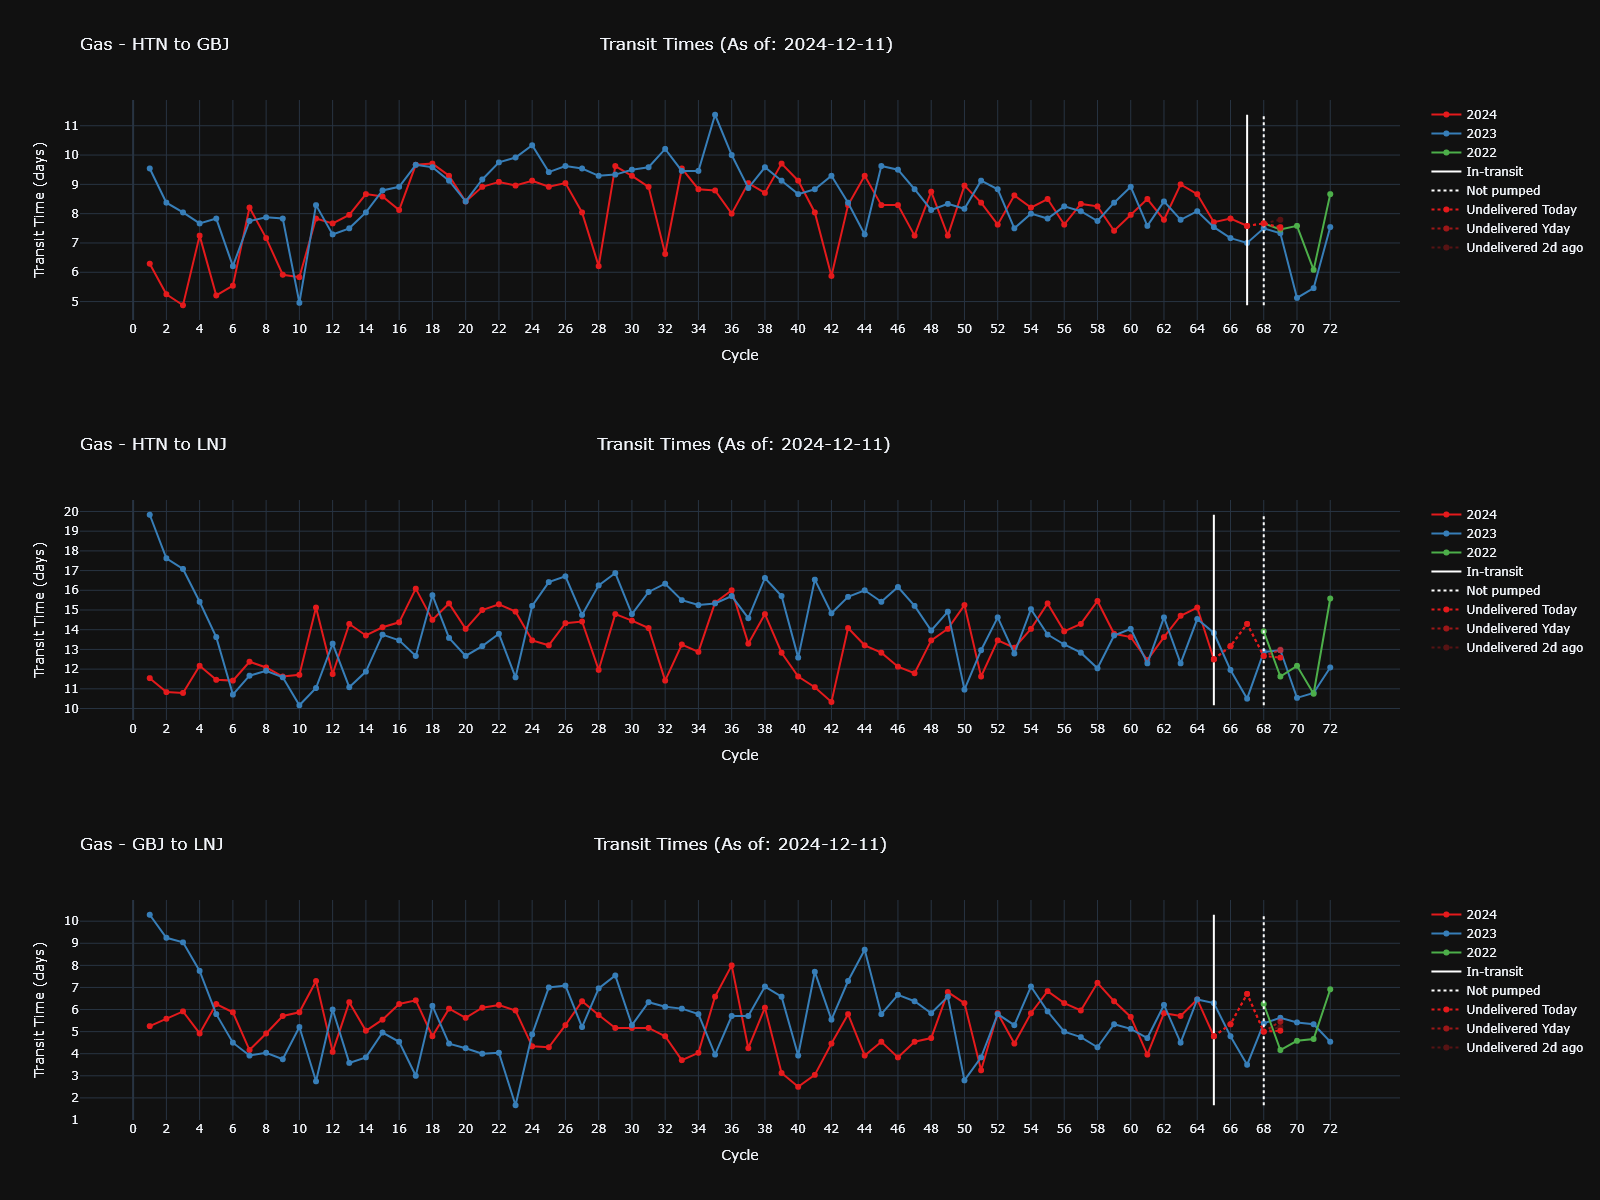 Gas - HTN to GBJ
Transit Times (As of: 2024-12-11)
Transit Time (days)
11
10
9
8
7
6
5
0 2 4 6 8 10 12 14 16 18 20 22 24 26 28 30 32 34 36 38 40 42 44 46 48 50 52 54 56 58 60 62 64 66 68 70 72
Cycle
2024
2023
2022
In-transit
Not pumped
Undelivered Today
Undelivered Yday
Undelivered 2d ago
Gas - HTN to LNJ
Transit Times (As of: 2024-12-11)
Transit Time (days)
20
19
18
17
16
15
14
13
12
11
10
0 2 4 6 8 10 12 14 16 18 20 22 24 26 28 30 32 34 36 38 40 42 44 46 48 50 52 54 56 58 60 62 64 66 68 70 72
Cycle
2024
2023
2022
In-transit
Not pumped
Undelivered Today
Undelivered Yday
Undelivered 2d ago
Gas - GBJ to LNJ
Transit Times (As of: 2024-12-11)
Transit Time (days)
10
9
8
7
6
5
4
3
2
1
0 2 4 6 8 10 12 14 16 18 20 22 24 26 28 30 32 34 36 38 40 42 44 46 48 50 52 54 56 58 60 62 64 66 68 70 72
Cycle
2024
2023
2022
In-transit
Not pumped
Undelivered Today
Undelivered Yday
Undelivered 2d ago